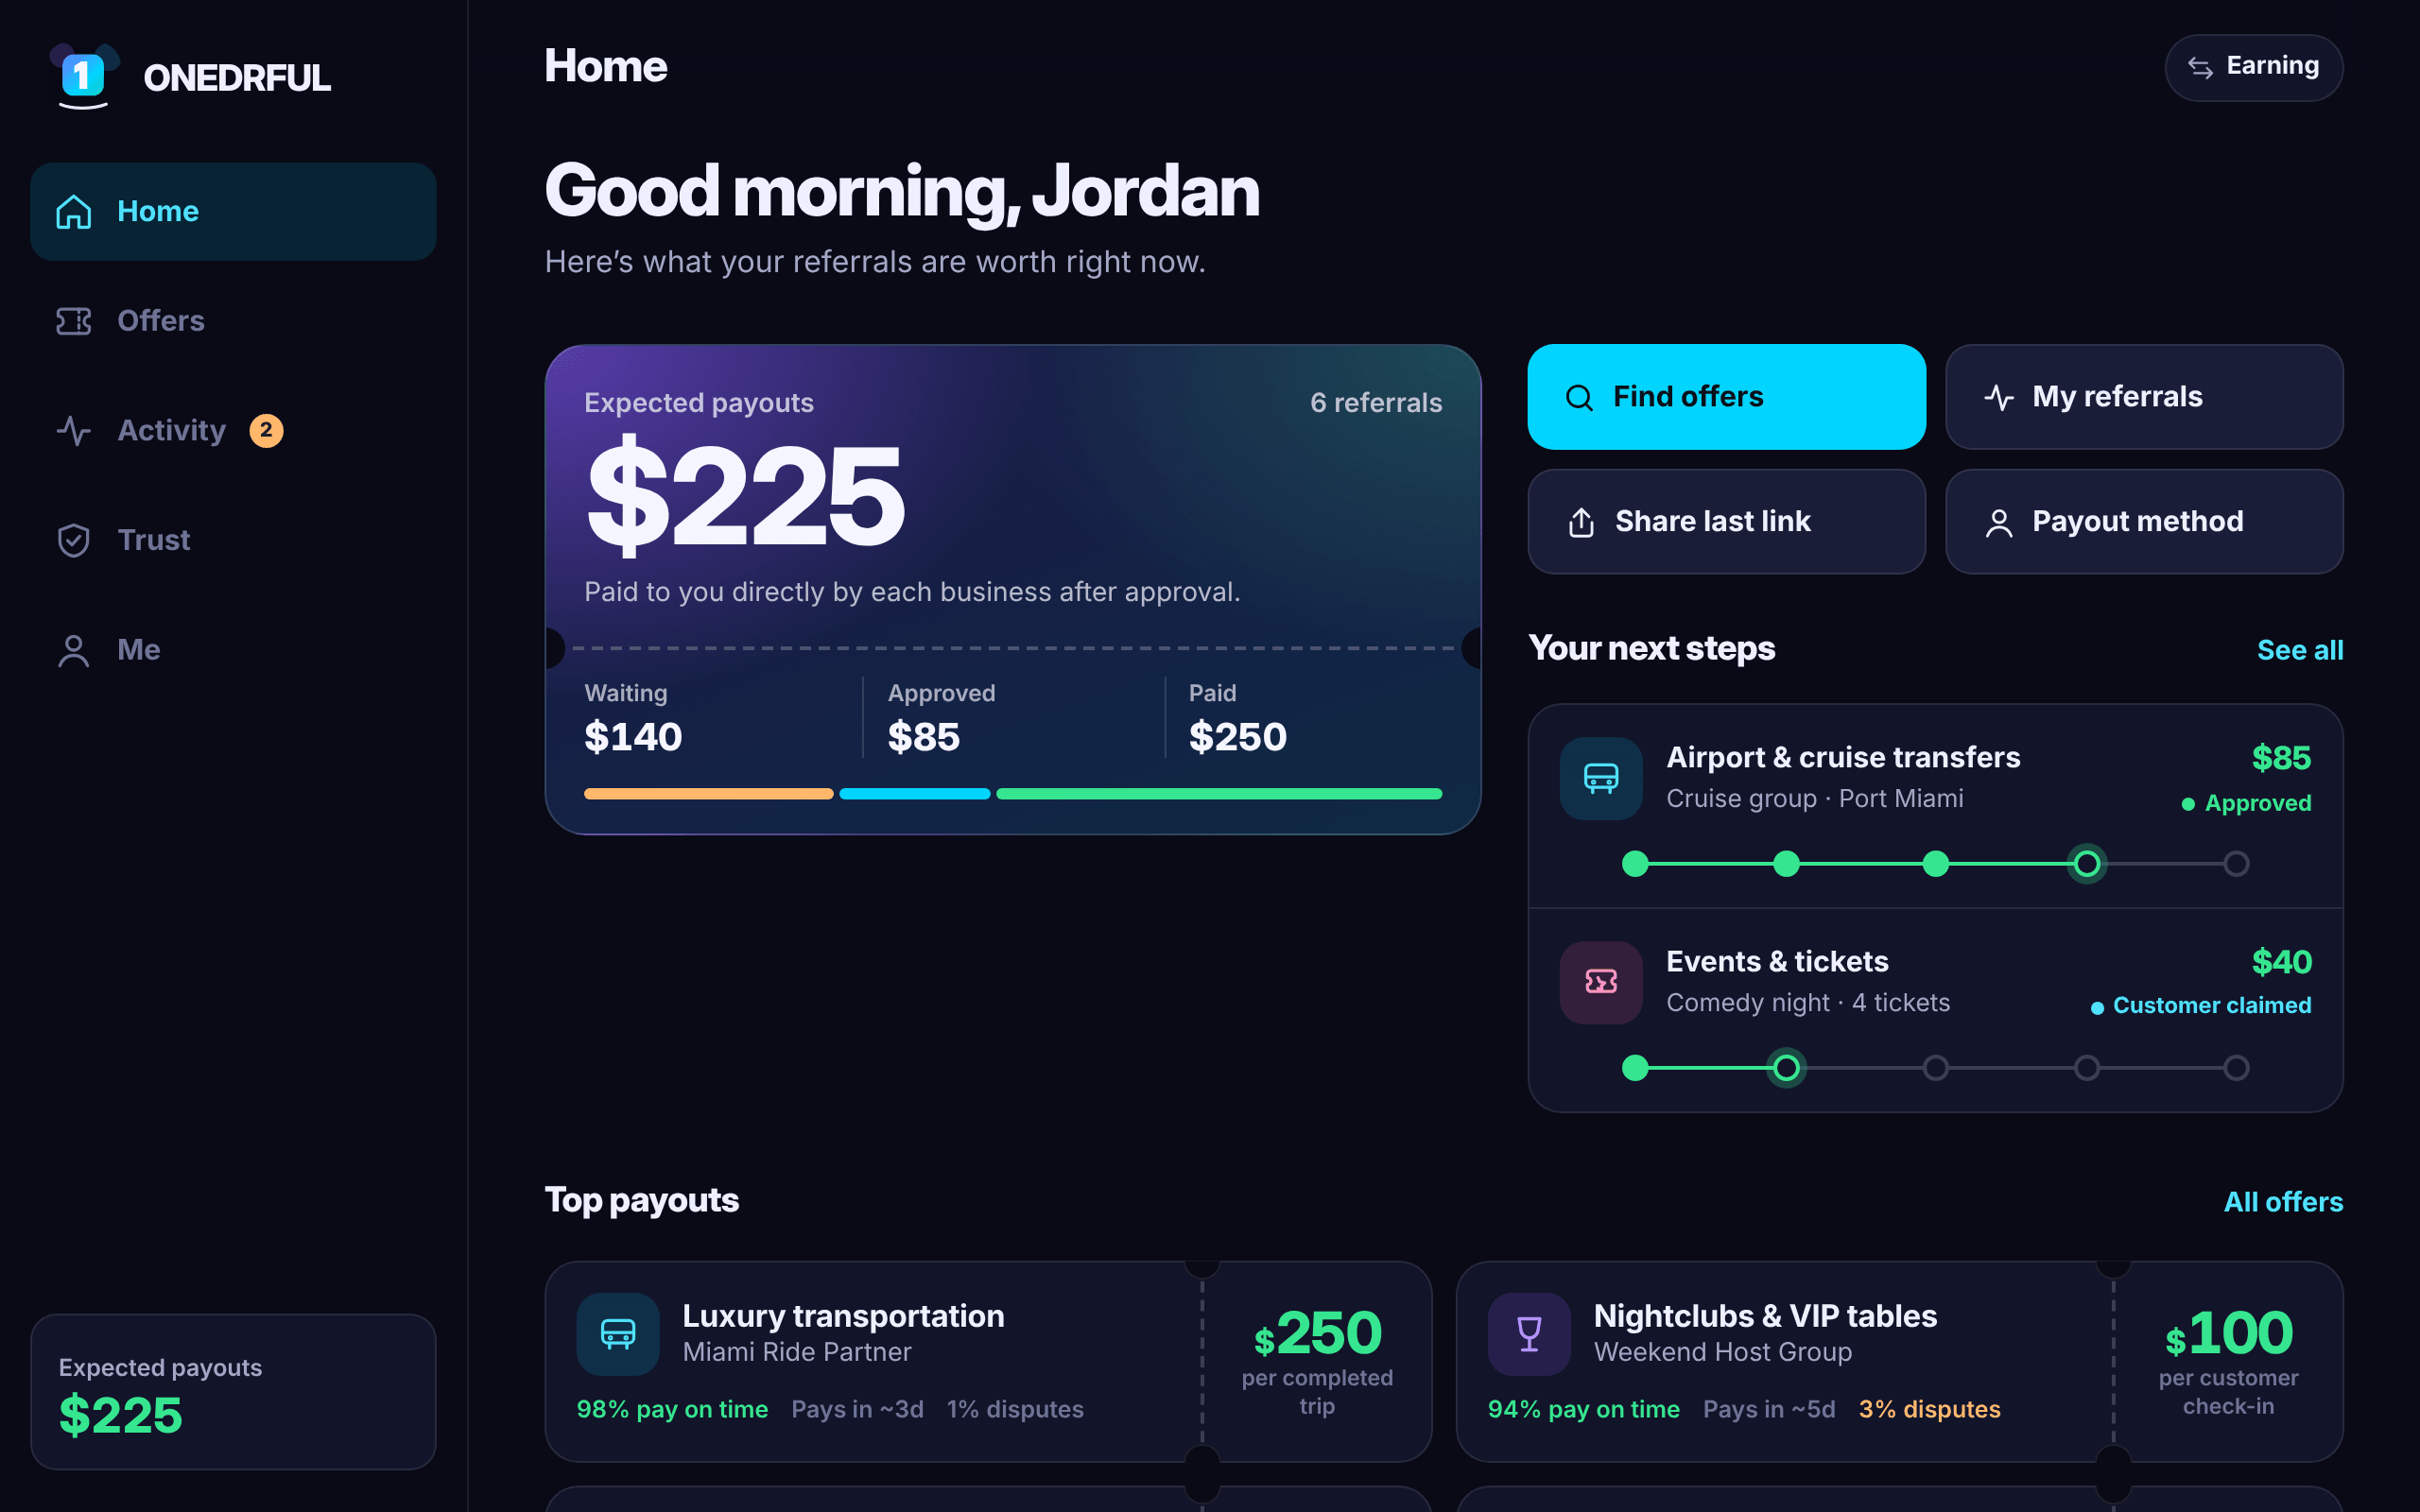 1 ONEDRFUL
Home
Offers
Activity 2
Trust
Me
Expected payouts
$225
Home
Earning
Good morning, Jordan
Here’s what your referrals are worth right now.
Expected payouts
6 referrals
$225
Paid to you directly by each business after approval.
Waiting
$140
Approved
$85
Paid
$250
Find offers
My referrals
Share last link
Payout method
Your next steps
See all
Airport & cruise transfers
$85
Cruise group · Port Miami
Approved
Events & tickets
$40
Comedy night · 4 tickets
Customer claimed
Top payouts
All offers
Luxury transportation
Miami Ride Partner
98% pay on time Pays in ~3d 1% disputes
$250
per completed
trip
Nightclubs & VIP tables
Weekend Host Group
94% pay on time Pays in ~5d 3% disputes
$100
per customer
check-in